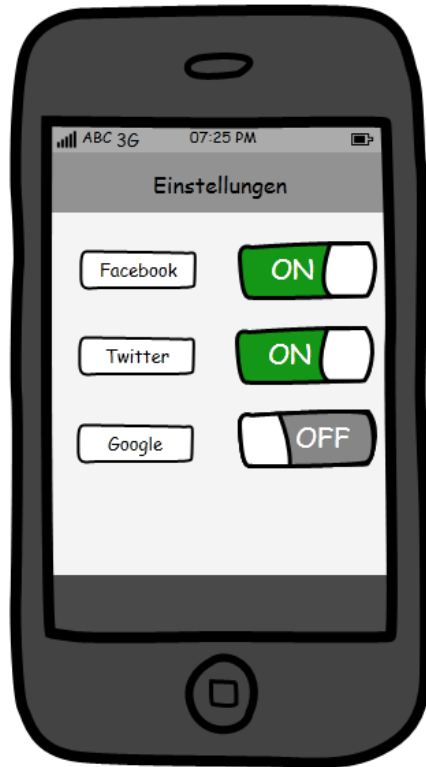 ABC 3G 07:25 PM
Einstellungen
Facebook ON
Twitter ON
Google OFF